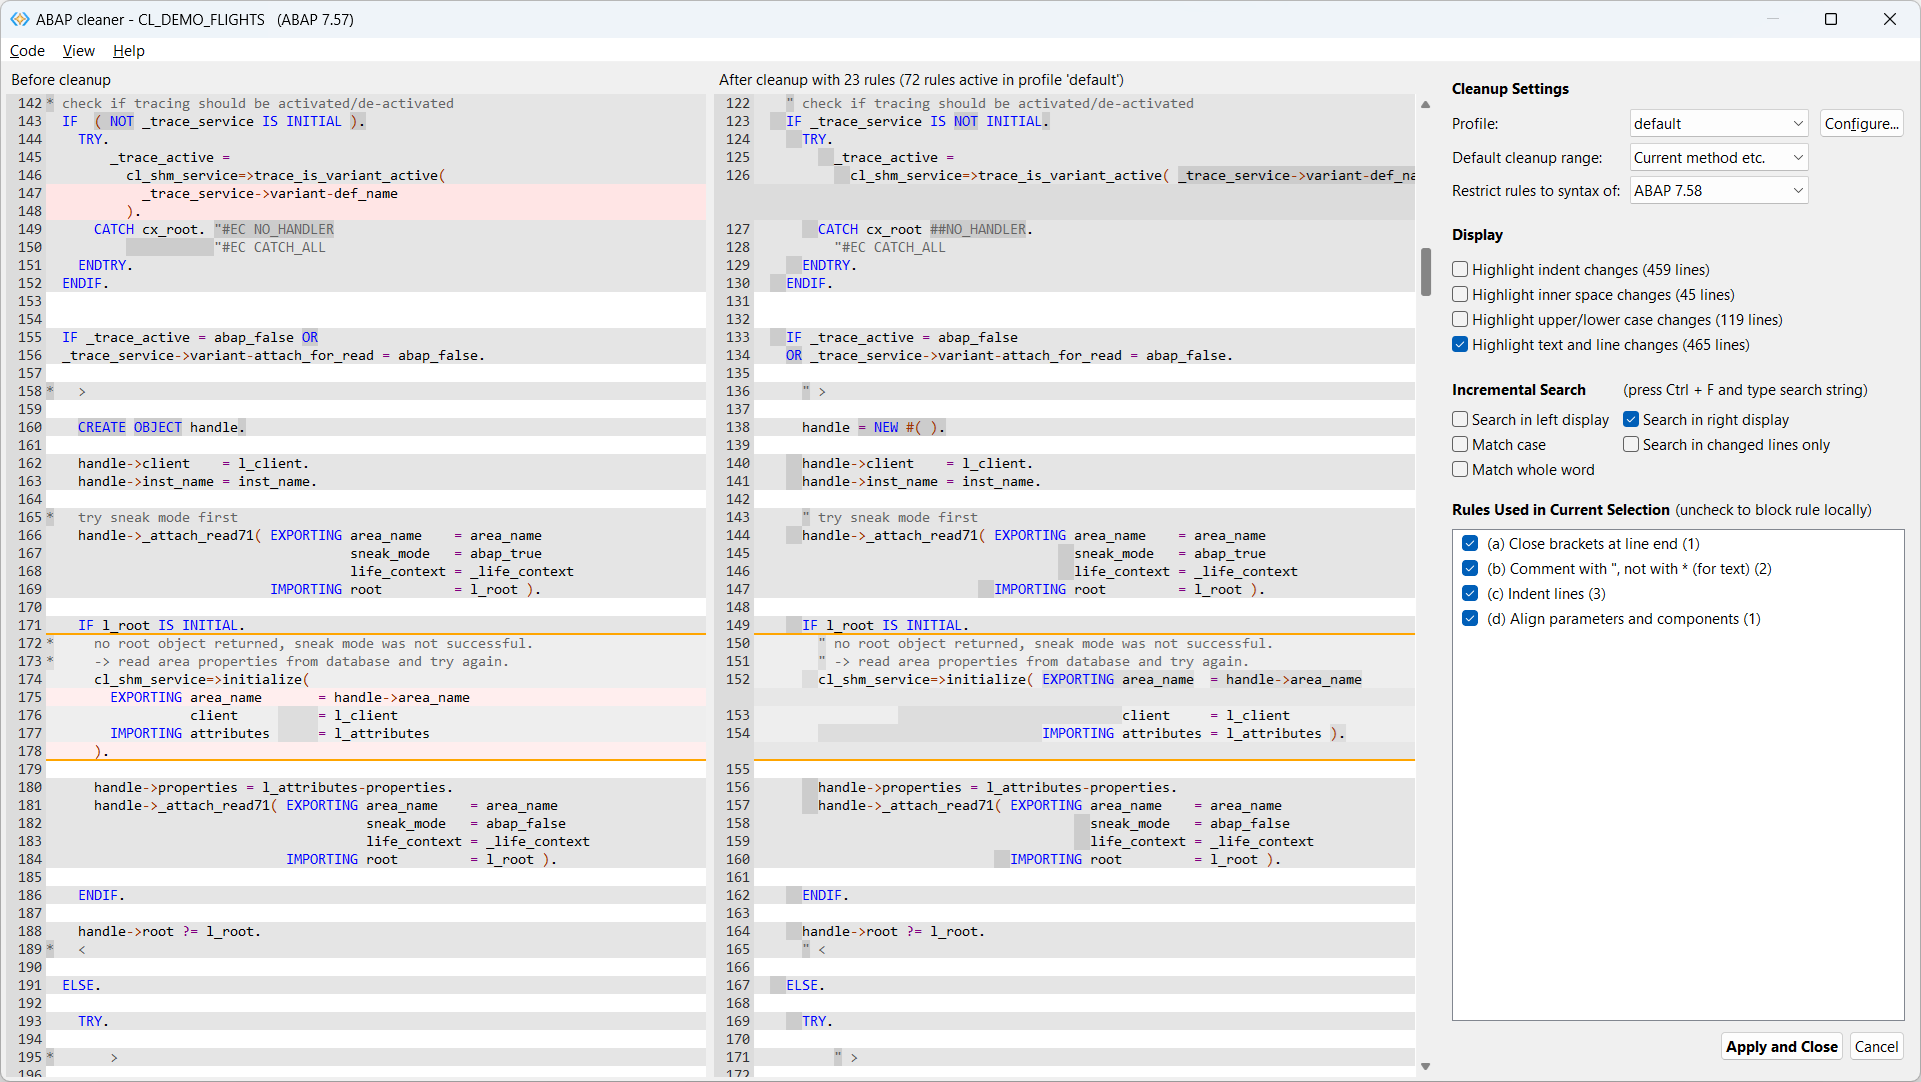 ABAP cleaner - CL_DEMO_FLIGHTS   (ABAP 7.57)
Code View Help
Before cleanup
142 * check if tracing should be activated/de-activated
143 IF  ( NOT _trace_service IS INITIAL ).
144   TRY.
145       _trace_active =
146         cl_shm_service=>trace_is_variant_active(
147           _trace_service->variant-def_name
148         ).
149     CATCH cx_root. "#EC NO_HANDLER
150                    "#EC CATCH_ALL
151   ENDTRY.
152 ENDIF.
153
154
155 IF _trace_active = abap_false OR
156 _trace_service->variant-attach_for_read = abap_false.
157
158 *   >
159
160   CREATE OBJECT handle.
161
162   handle->client    = l_client.
163   handle->inst_name = inst_name.
164
165 *   try sneak mode first
166   handle->_attach_read71( EXPORTING area_name    = area_name
167                                     sneak_mode   = abap_true
168                                     life_context = _life_context
169                           IMPORTING root         = l_root ).
170
171   IF l_root IS INITIAL.
172 *     no root object returned, sneak mode was not successful.
173 *     -> read area properties from database and try again.
174     cl_shm_service=>initialize(
175       EXPORTING area_name       = handle->area_name
176                 client          = l_client
177       IMPORTING attributes      = l_attributes
178     ).
179
180     handle->properties = l_attributes-properties.
181     handle->_attach_read71( EXPORTING area_name    = area_name
182                                       sneak_mode   = abap_false
183                                       life_context = _life_context
184                             IMPORTING root         = l_root ).
185
186   ENDIF.
187
188   handle->root ?= l_root.
189 *   <
190
191 ELSE.
192
193   TRY.
194
195 *       >
196
After cleanup with 23 rules (72 rules active in profile 'default')
122     " check if tracing should be activated/de-activated
123     IF _trace_service IS NOT INITIAL.
124       TRY.
125           _trace_active =
126             cl_shm_service=>trace_is_variant_active( _trace_service->variant-def_na
127         CATCH cx_root ##NO_HANDLER.
128           "#EC CATCH_ALL
129       ENDTRY.
130     ENDIF.
131
132
133     IF _trace_active = abap_false
134     OR _trace_service->variant-attach_for_read = abap_false.
135
136       " >
137
138       handle = NEW #( ).
139
140       handle->client    = l_client.
141       handle->inst_name = inst_name.
142
143       " try sneak mode first
144       handle->_attach_read71( EXPORTING area_name    = area_name
145                                         sneak_mode   = abap_true
146                                         life_context = _life_context
147                               IMPORTING root         = l_root ).
148
149       IF l_root IS INITIAL.
150         " no root object returned, sneak mode was not successful.
151         " -> read area properties from database and try again.
152         cl_shm_service=>initialize( EXPORTING area_name  = handle->area_name
153                                               client     = l_client
154                                     IMPORTING attributes = l_attributes ).
155
156         handle->properties = l_attributes-properties.
157         handle->_attach_read71( EXPORTING area_name    = area_name
158                                           sneak_mode   = abap_false
159                                           life_context = _life_context
160                                 IMPORTING root         = l_root ).
161
162       ENDIF.
163
164       handle->root ?= l_root.
165       " <
166
167     ELSE.
168
169       TRY.
170
171           " >
172
Cleanup Settings
Profile: default Configure...
Default cleanup range: Current method etc.
Restrict rules to syntax of: ABAP 7.58
Display
Highlight indent changes (459 lines)
Highlight inner space changes (45 lines)
Highlight upper/lower case changes (119 lines)
Highlight text and line changes (465 lines)
Incremental Search (press Ctrl + F and type search string)
Search in left display Search in right display
Match case Search in changed lines only
Match whole word
Rules Used in Current Selection (uncheck to block rule locally)
(a) Close brackets at line end (1)
(b) Comment with ", not with * (for text) (2)
(c) Indent lines (3)
(d) Align parameters and components (1)
Apply and Close Cancel